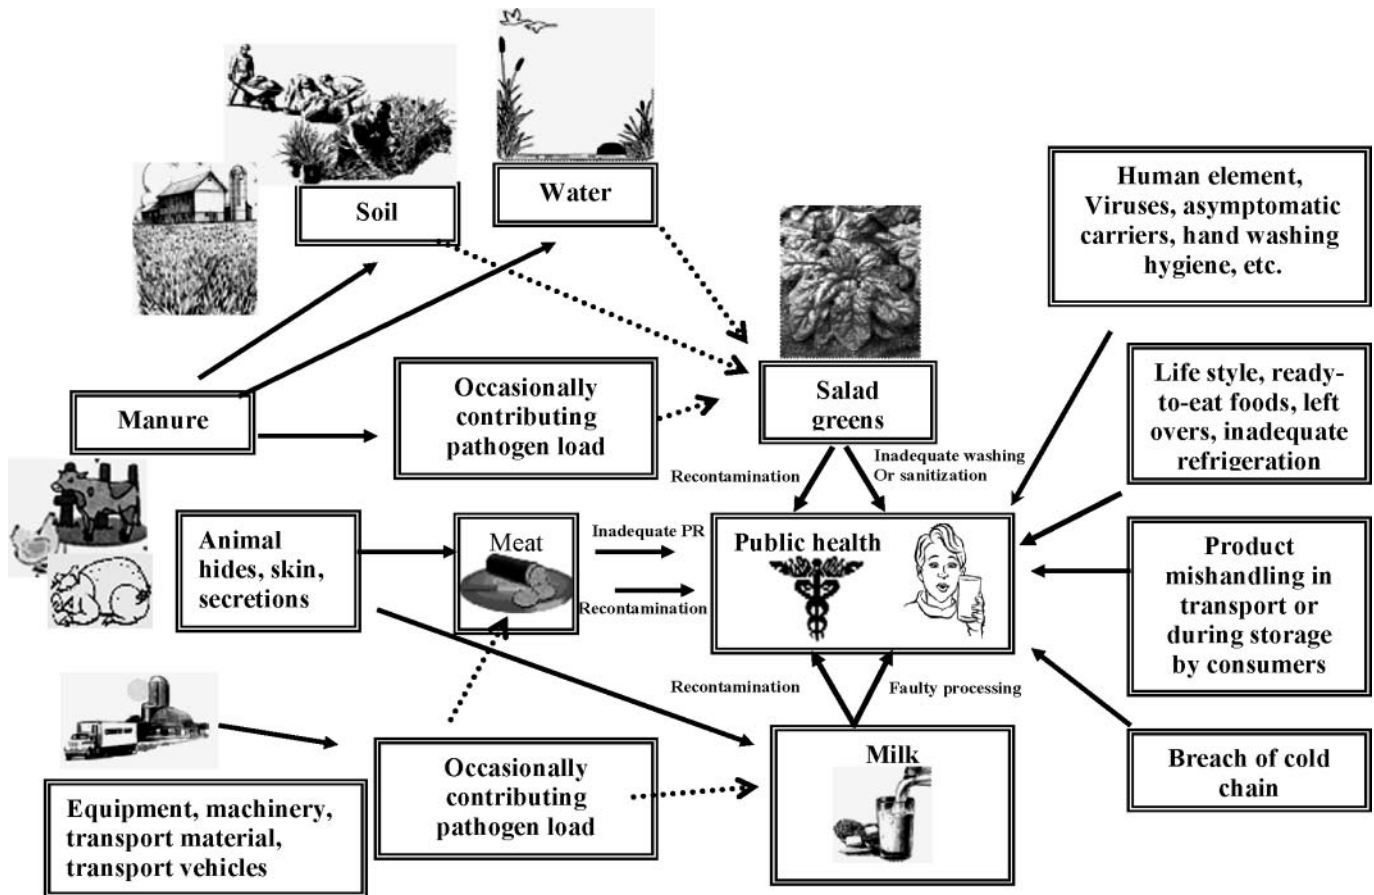 Soil
Water
Human element,
Viruses, asymptomatic
carriers, hand washing
hygiene, etc.
Manure
Occasionally
contributing
pathogen load
Salad
greens
Life style, ready-
to-eat foods, left
overs, inadequate
refrigeration
Recontamination
Inadequate washing
Or sanitization
Animal
hides, skin,
secretions
Meat
Inadequate PR
Recontamination
Public health
Product
mishandling in
transport or
during storage
by consumers
Recontamination
Faulty processing
Equipment, machinery,
transport material,
transport vehicles
Occasionally
contributing
pathogen load
Milk
Breach of cold
chain